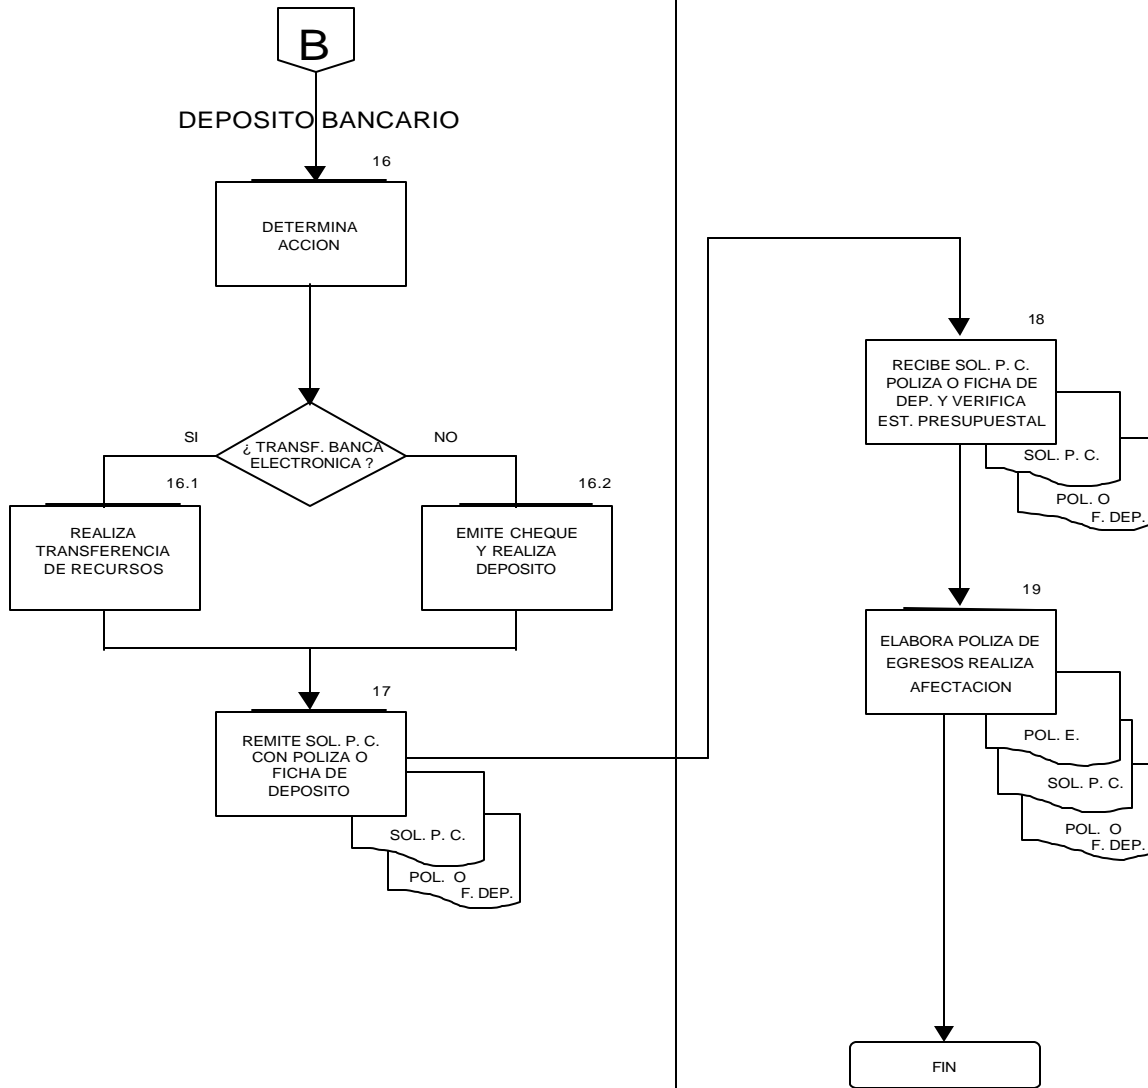 B
DEPOSITO BANCARIO
16
DETERMINA
ACCION
SI
¿ TRANSF. BANCA
ELECTRONICA ?
NO
16.1
REALIZA
TRANSFERENCIA
DE RECURSOS
16.2
EMITE CHEQUE
Y REALIZA
DEPOSITO
17
REMITE SOL. P. C.
CON POLIZA O
FICHA DE
DEPOSITO
SOL. P. C.
POL. O
F. DEP.
18
RECIBE SOL. P. C.
POLIZA O FICHA DE
DEP. Y VERIFICA
EST. PRESUPUESTAL
SOL. P. C.
POL. O
F. DEP.
19
ELABORA POLIZA DE
EGRESOS REALIZA
AFECTACION
POL. E.
SOL. P. C.
POL. O
F. DEP.
FIN